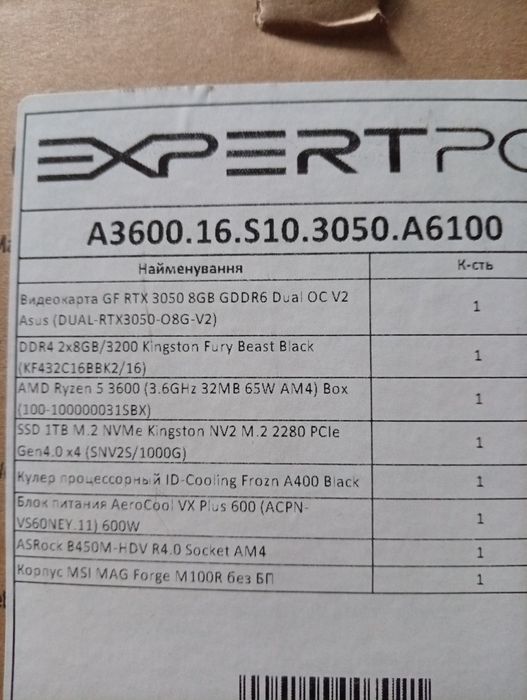 EXPERTPC
A3600.16.S10.3050.A6100
Найменування К-сть
Видеокарта GF RTX 3050 8GB GDDR6 Dual OC V2 1
Asus (DUAL-RTX3050-O8G-V2)
DDR4 2x8GB/3200 Kingston Fury Beast Black 1
(KF432C16BBK2/16)
AMD Ryzen 5 3600 (3.6GHz 32MB 65W AM4) Box 1
(100-100000031SBX)
SSD 1TB M.2 NVMe Kingston NV2 M.2 2280 PCIe 1
Gen4.0 x4 (SNV2S/1000G)
Кулер процессорный ID-Cooling Frozn A400 Black 1
Блок питания AeroCool VX Plus 600 (ACPN- 1
VS60NEY.11) 600W
ASRock B450M-HDV R4.0 Socket AM4 1
Корпус MSI MAG Forge M100R без БП 1